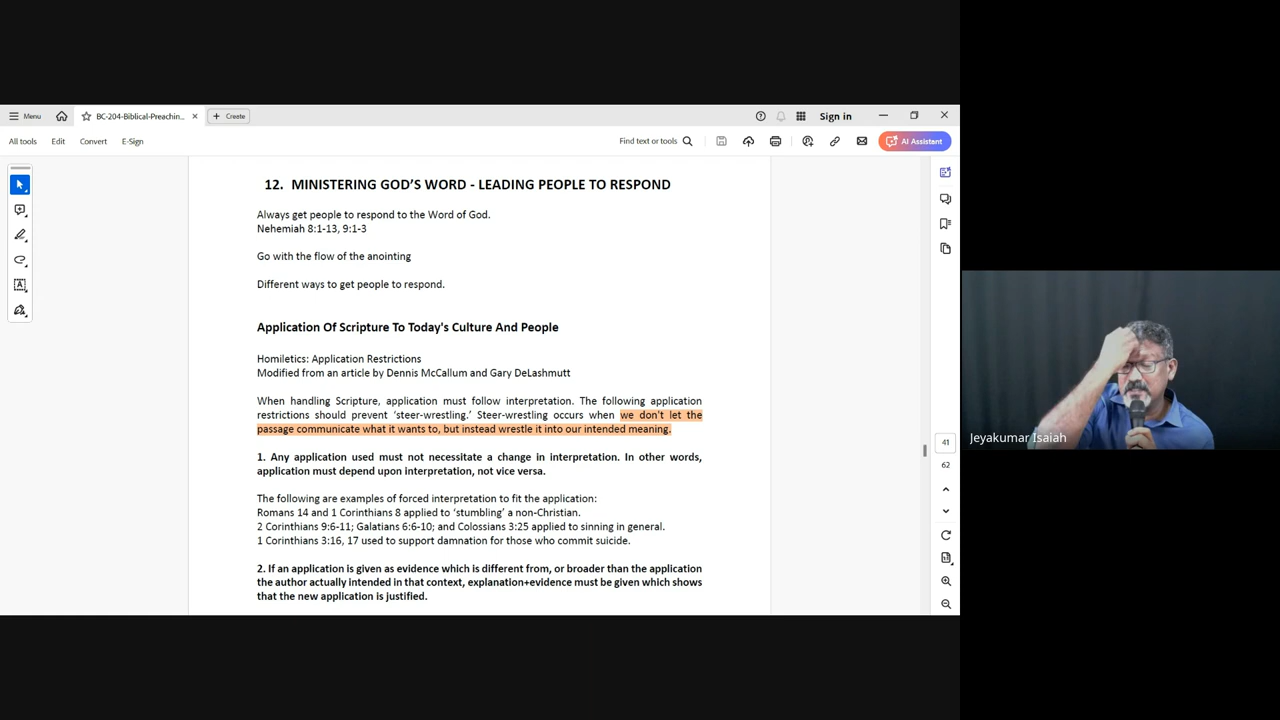 Menu
BC-204-Biblical-Preachin...
Create
Sign in
All tools
Edit
Convert
E-Sign
Find text or tools
AI Assistant
12. MINISTERING GOD'S WORD - LEADING PEOPLE TO RESPOND
Always get people to respond to the Word of God.
Nehemiah 8:1-13, 9:1-3
Go with the flow of the anointing
Different ways to get people to respond.
Application Of Scripture To Today's Culture And People
Homiletics: Application Restrictions
Modified from an article by Dennis McCallum and Gary DeLashmutt
When handling Scripture, application must follow interpretation. The following application
restrictions should prevent 'steer-wrestling.' Steer-wrestling occurs when we don't let the
passage communicate what it wants to, but instead wrestle it into our intended meaning.
1. Any application used must not necessitate a change in interpretation. In other words,
application must depend upon interpretation, not vice versa.
The following are examples of forced interpretation to fit the application:
Romans 14 and 1 Corinthians 8 applied to 'stumbling' a non-Christian.
2 Corinthians 9:6-11; Galatians 6:6-10; and Colossians 3:25 applied to sinning in general.
1 Corinthians 3:16, 17 used to support damnation for those who commit suicide.
2. If an application is given as evidence which is different from, or broader than the application
the author actually intended in that context, explanation+evidence must be given which shows
that the new application is justified.
41
62
Jeyakumar Isaiah